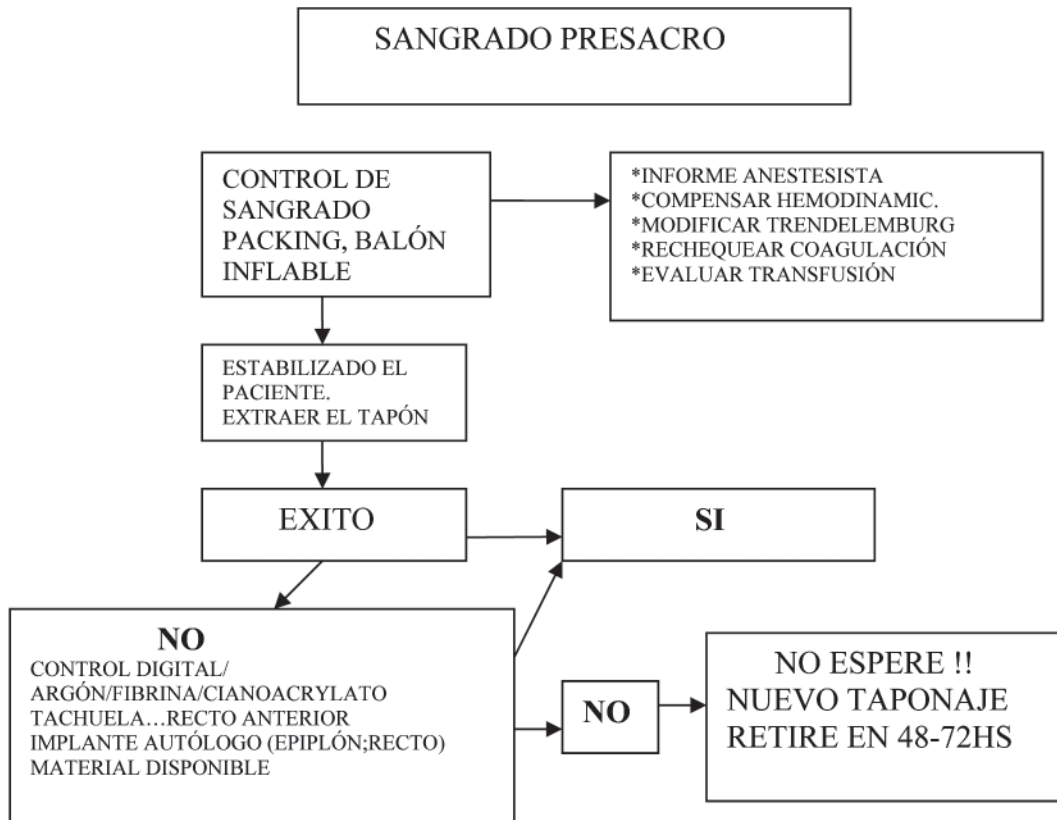 SANGRADO PRESACRO
CONTROL DE
SANGRADO
PACKING, BALÓN
INFLABLE
*INFORME ANESTESISTA
*COMPENSAR HEMODINAMIC.
*MODIFICAR TRENDELEMBURG
*RECHEQUEAR COAGULACIÓN
*EVALUAR TRANSFUSIÓN
ESTABILIZADO EL
PACIENTE.
EXTRAER EL TAPÓN
EXITO
SI
NO
CONTROL DIGITAL/
ARGÓN/FIBRINA/CIANOACRYLATO
TACHUELA...RECTO ANTERIOR
IMPLANTE AUTÓLOGO (EPIPLÓN;RECTO)
MATERIAL DISPONIBLE
NO
NO ESPERE !!
NUEVO TAPONAJE
RETIRE EN 48-72HS